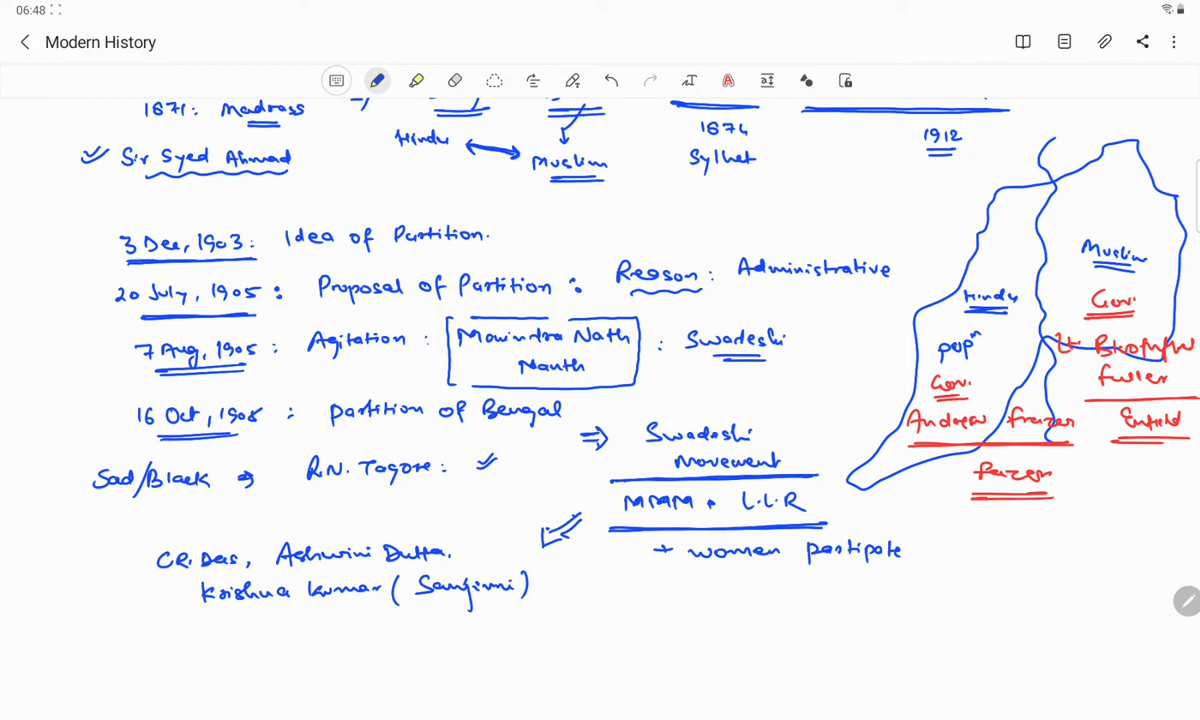 06:48
Modern History
1871: Madrass
Hindu
Muslim
1874
Sylhet
1912
Sir Syed Ahmad
3 Dec, 1903: Idea of Partition.
20 July, 1905: Proposal of Partition: Reason: Administrative
7 Aug, 1905: Agitation: Mawindra Nath : Swadeshi
Nanth
16 Oct, 1905: Partition of Bengal
⇒ Swadeshi
Movement
Sad/Black → R.N. Tagore:
MMM. L.L.R
+ women partipate
C.R. Das, Ashwini Dutta,
Krishna kumar (Sanjivni)
Hindu
popn
Gov.
Andrew frazer
frazer
Muslim
Gov.
fuller
Enfield